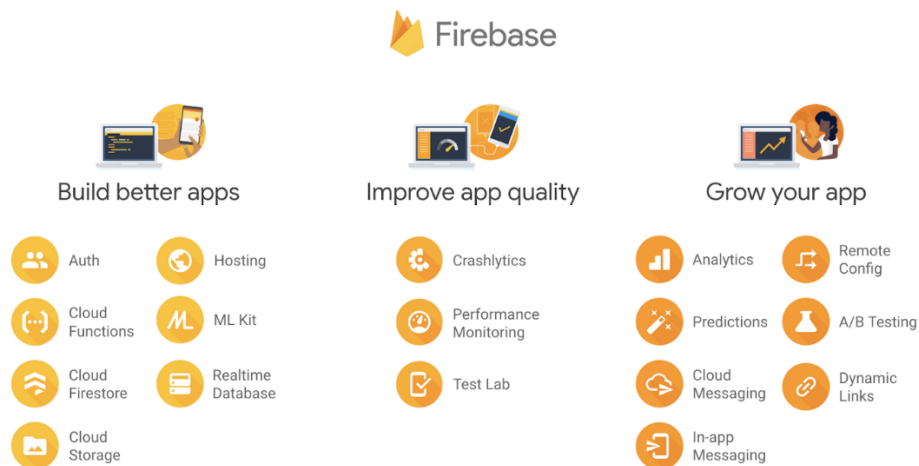 Firebase
Build better apps
Auth
Hosting
Cloud
Functions
ML Kit
Cloud
Firestore
Realtime
Database
Cloud
Storage
Improve app quality
Crashlytics
Performance
Monitoring
Test Lab
Grow your app
Analytics
Remote
Config
Predictions
A/B Testing
Cloud
Messaging
Dynamic
Links
In-app
Messaging